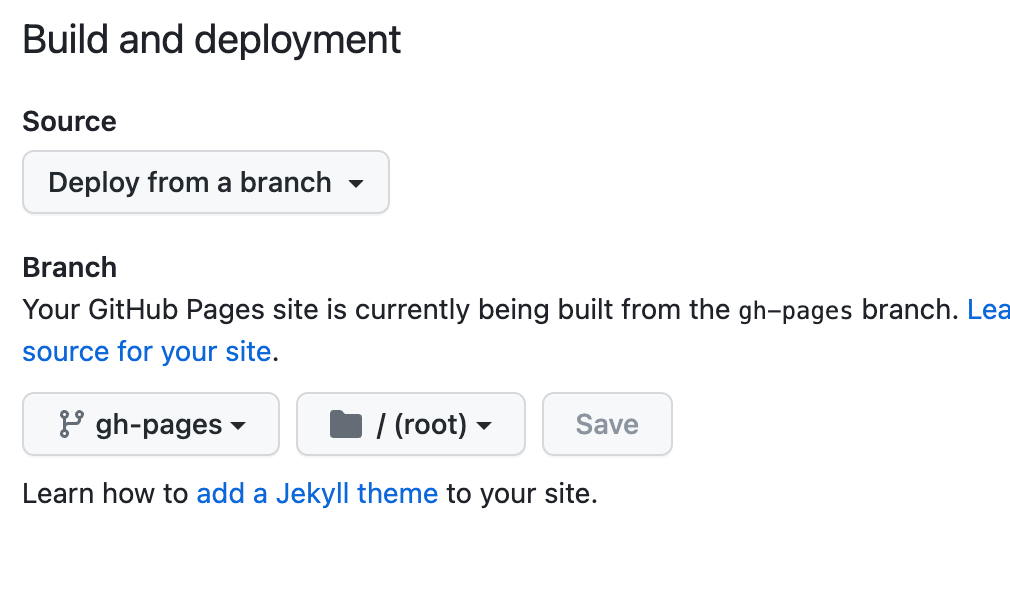 Build and deployment
Source
Deploy from a branch
Branch
Your GitHub Pages site is currently being built from the gh-pages branch. Lea
source for your site.
gh-pages
/ (root)
Save
Learn how to add a Jekyll theme to your site.